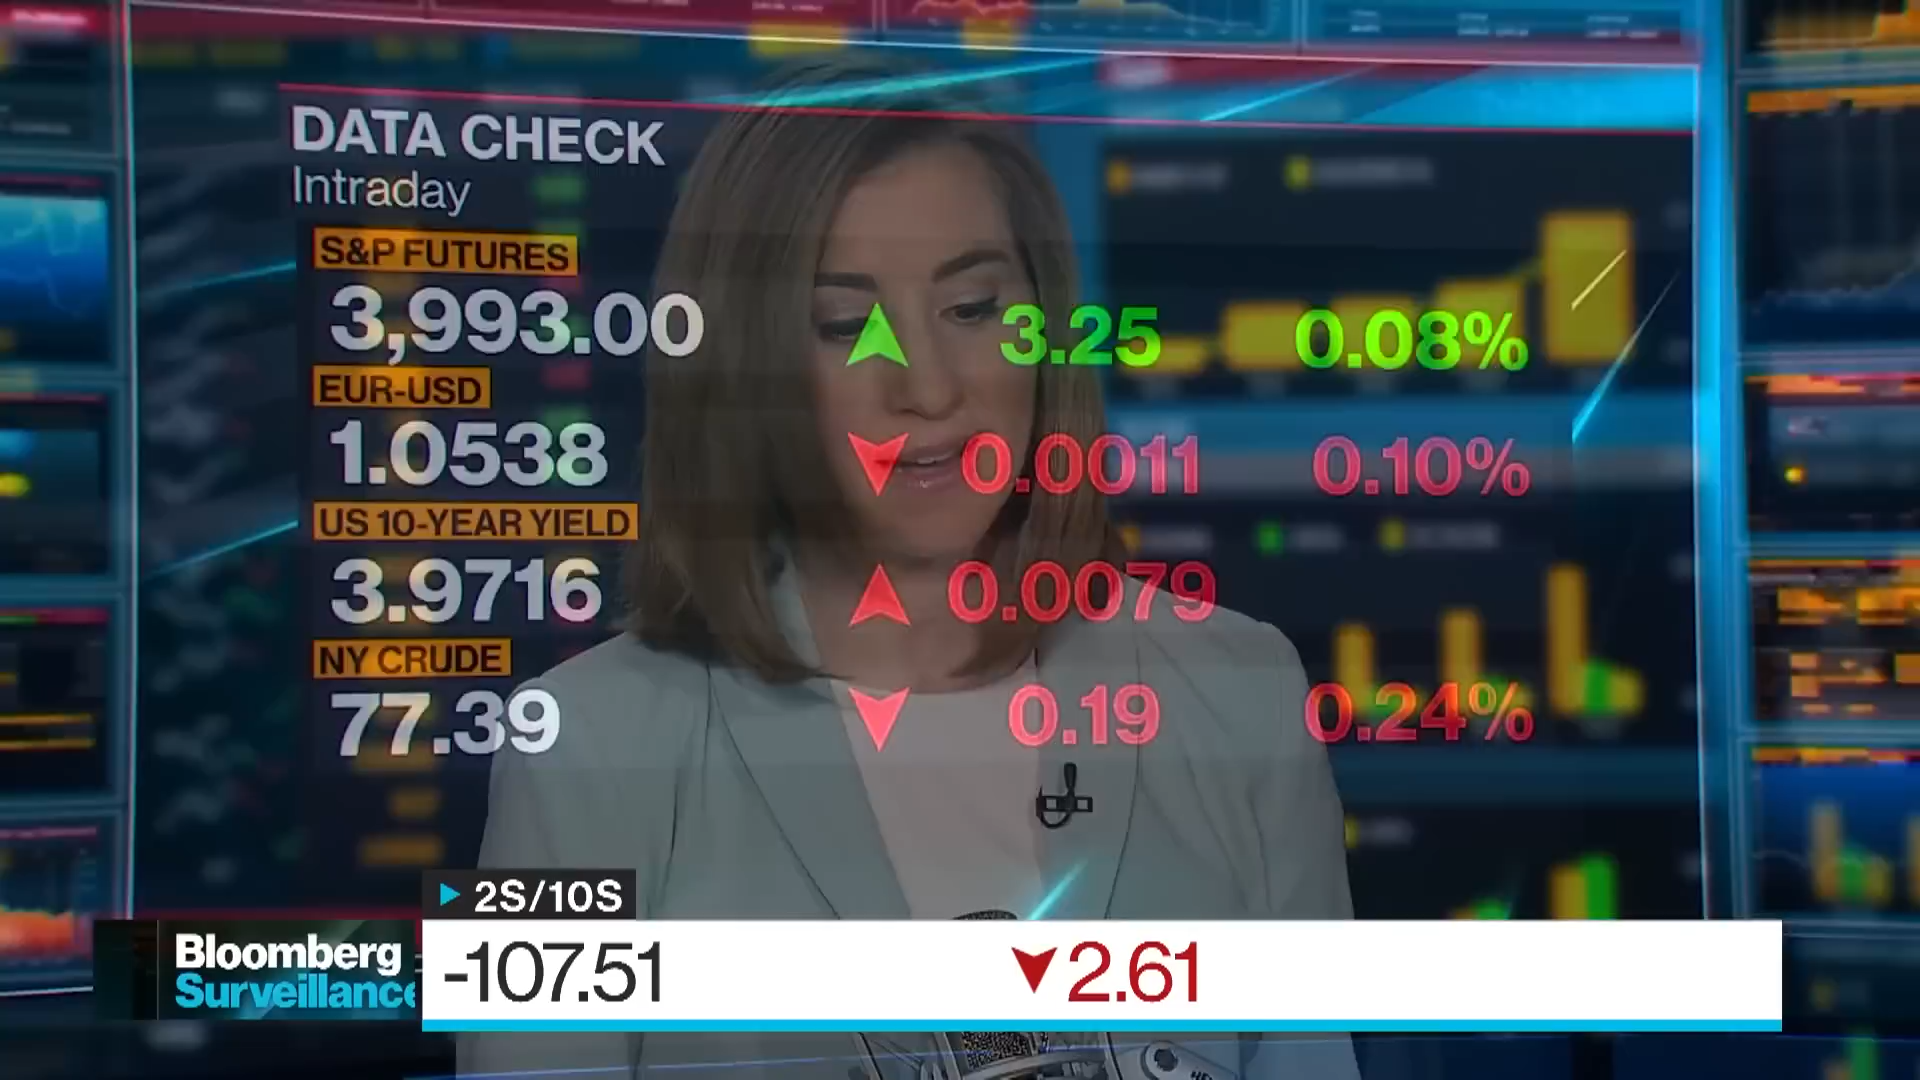 DATA CHECK
Intraday
S&P FUTURES
3,993.00 ▲ 3.25 0.08%
EUR-USD
1.0538 ▼ 0.0011 0.10%
US 10-YEAR YIELD
3.9716 ▲ 0.0079
NY CRUDE
77.39 ▼ 0.19 0.24%
2S/10S
Bloomberg
Surveillance
-107.51 ▼2.61